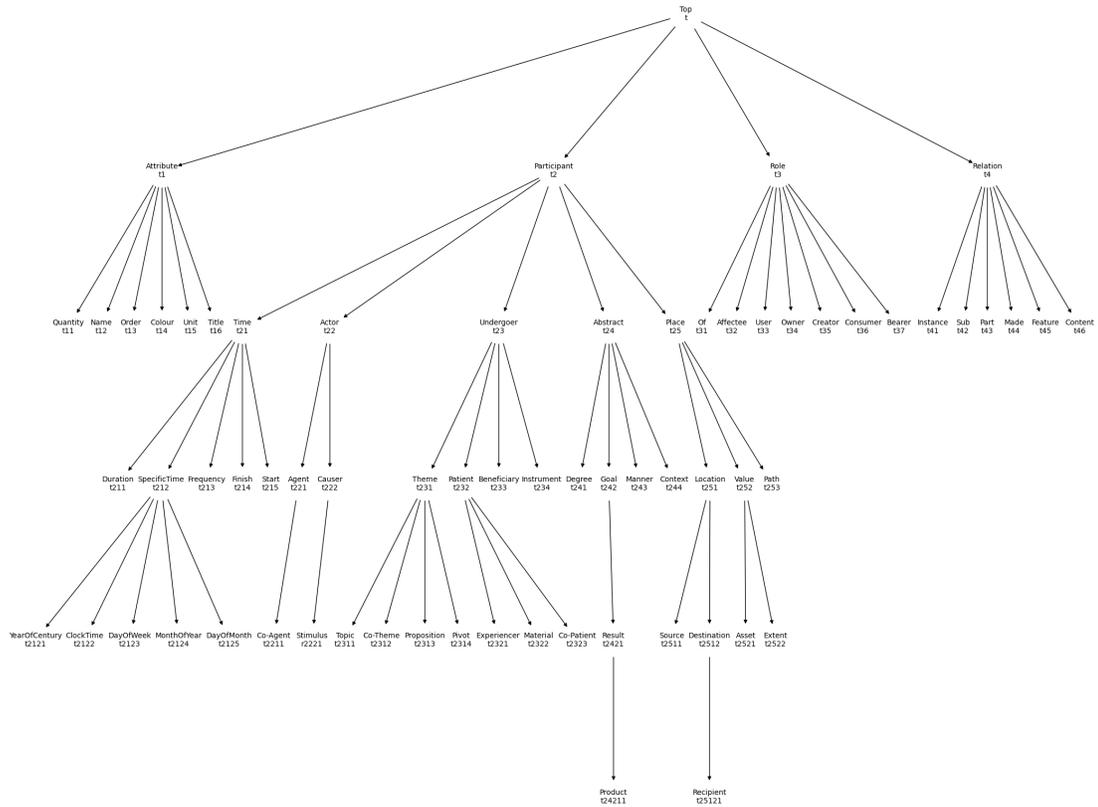 Top
t
Attribute
t1
Participant
t2
Role
t3
Relation
t4
Quantity
t11
Name
t12
Order
t13
Colour
t14
Unit
t15
Title
t16
Time
t21
Actor
t22
Undergoer
t23
Abstract
t24
Place
t25
Of
t31
Affectee
t32
User
t33
Owner
t34
Creator
t35
Consumer
t36
Bearer
t37
Instance
t41
Sub
t42
Part
t43
Made
t44
Feature
t45
Content
t46
Duration
t211
SpecificTime
t212
Frequency
t213
Finish
t214
Start
t215
Agent
t221
Causer
t222
Theme
t231
Patient
t232
Beneficiary
t233
Instrument
t234
Degree
t241
Goal
t242
Manner
t243
Context
t244
Location
t251
Value
t252
Path
t253
YearOfCentury
t2121
ClockTime
t2122
DayOfWeek
t2123
MonthOfYear
t2124
DayOfMonth
t2125
Co-Agent
t2211
Stimulus
r2221
Topic
t2311
Co-Theme
t2312
Proposition
t2313
Pivot
t2314
Experiencer
t2321
Material
t2322
Co-Patient
t2323
Result
t2421
Source
t2511
Destination
t2512
Asset
t2521
Extent
t2522
Product
t24211
Recipient
t25121